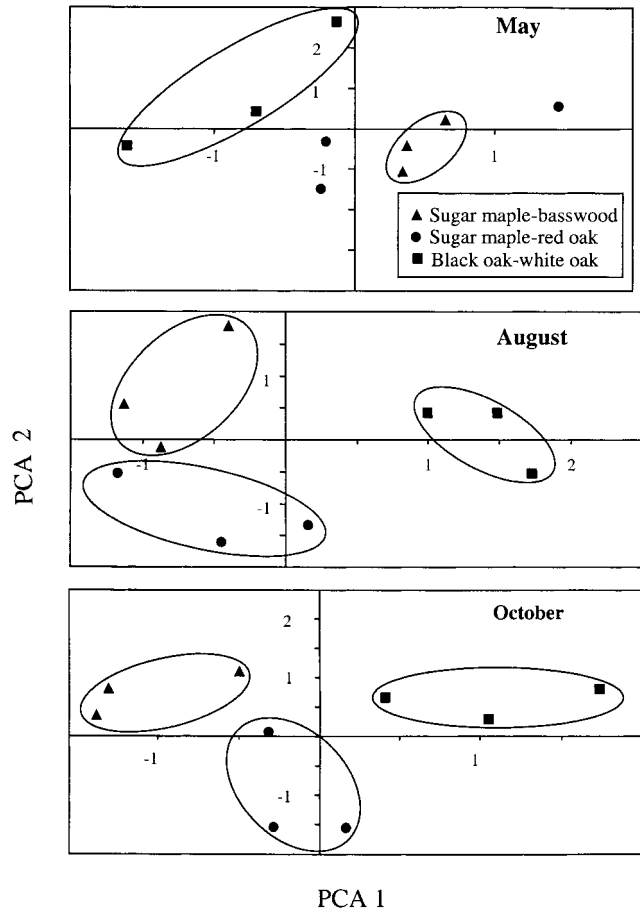 May
2
1
-1
1
-1
Sugar maple-basswood
Sugar maple-red oak
Black oak-white oak
August
1
-1
1
2
-1
PCA 2
October
2
1
-1
1
-1
PCA 1